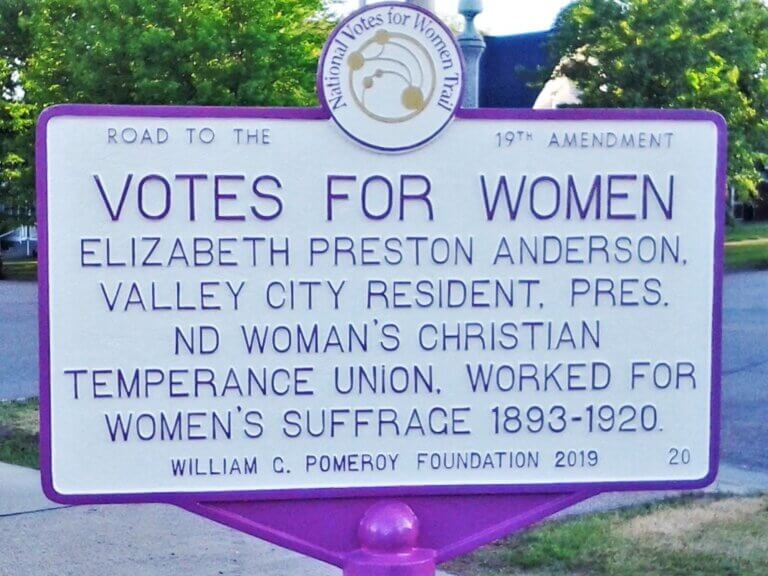 National Votes for Women Trail
ROAD TO THE 19TH AMENDMENT
VOTES FOR WOMEN
ELIZABETH PRESTON ANDERSON,
VALLEY CITY RESIDENT, PRES.
ND WOMAN'S CHRISTIAN
TEMPERANCE UNION, WORKED FOR
WOMEN'S SUFFRAGE 1893-1920.
WILLIAM G. POMEROY FOUNDATION 2019 20